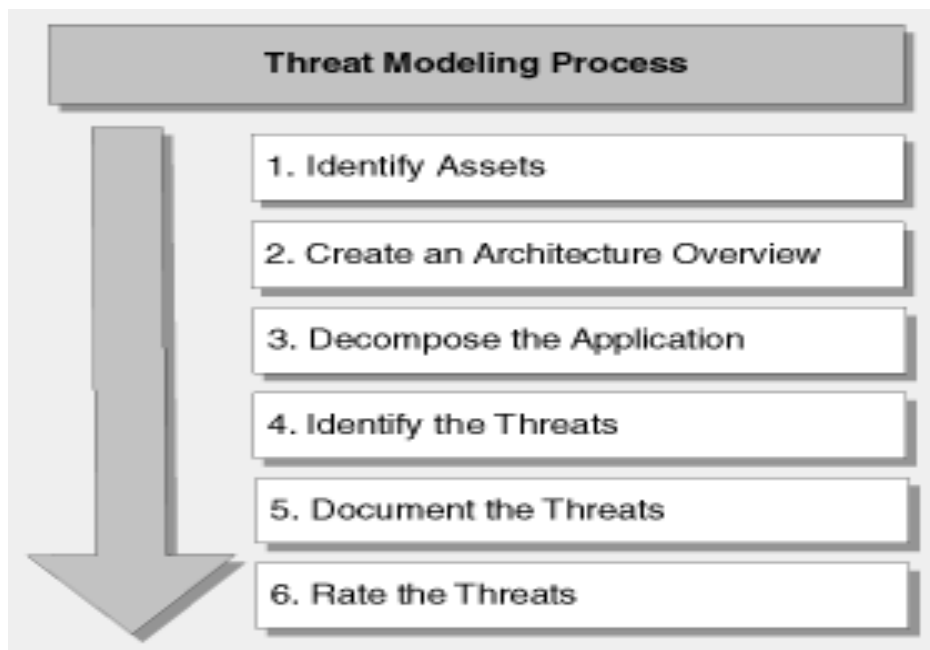 Threat Modeling Process
1. Identify Assets
2. Create an Architecture Overview
3. Decompose the Application
4. Identify the Threats
5. Document the Threats
6. Rate the Threats